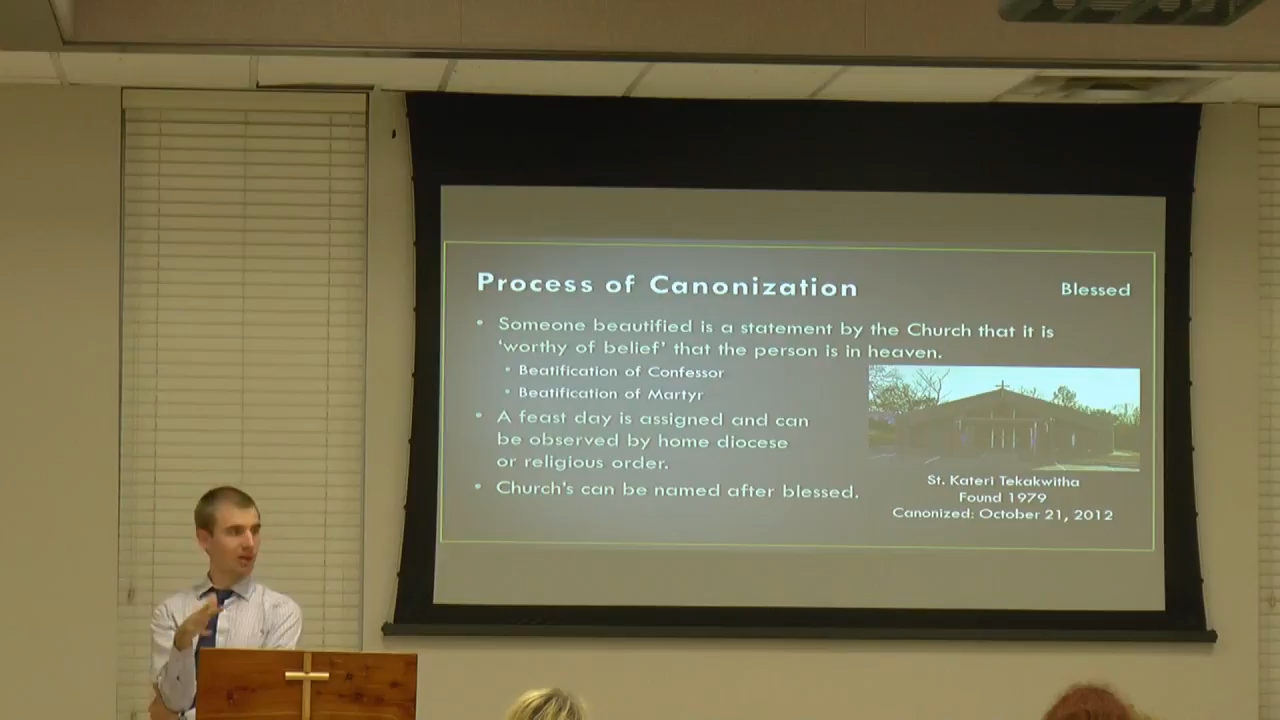 Process of Canonization
Blessed
• Someone beautified is a statement by the Church that it is
'worthy of belief' that the person is in heaven.
• Beatification of Confessor
• Beatification of Martyr
• A feast day is assigned and can
be observed by home diocese
or religious order.
• Church's can be named after blessed.
St. Kateri Tekakwitha
Found 1979
Canonized: October 21, 2012